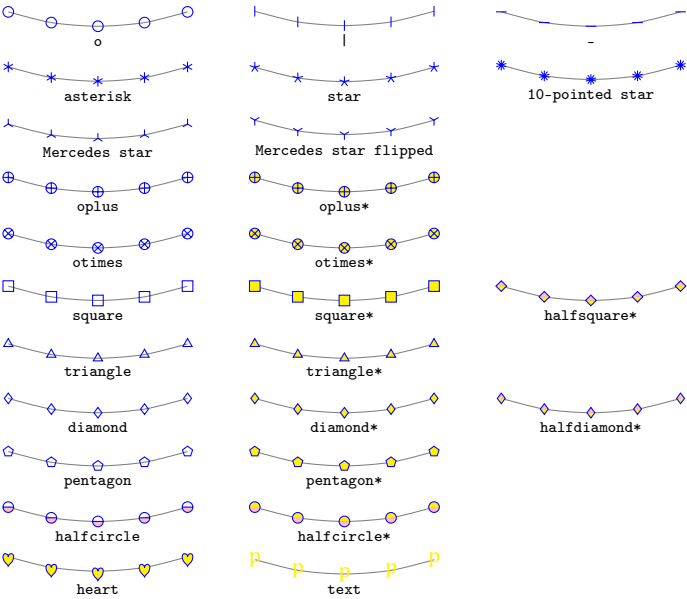 o | -
asterisk star 10-pointed star
Mercedes star Mercedes star flipped
oplus oplus*
otimes otimes*
square square* halfsquare*
triangle triangle*
diamond diamond* halfdiamond*
pentagon pentagon*
halfcircle halfcircle*
p p p p p
heart text